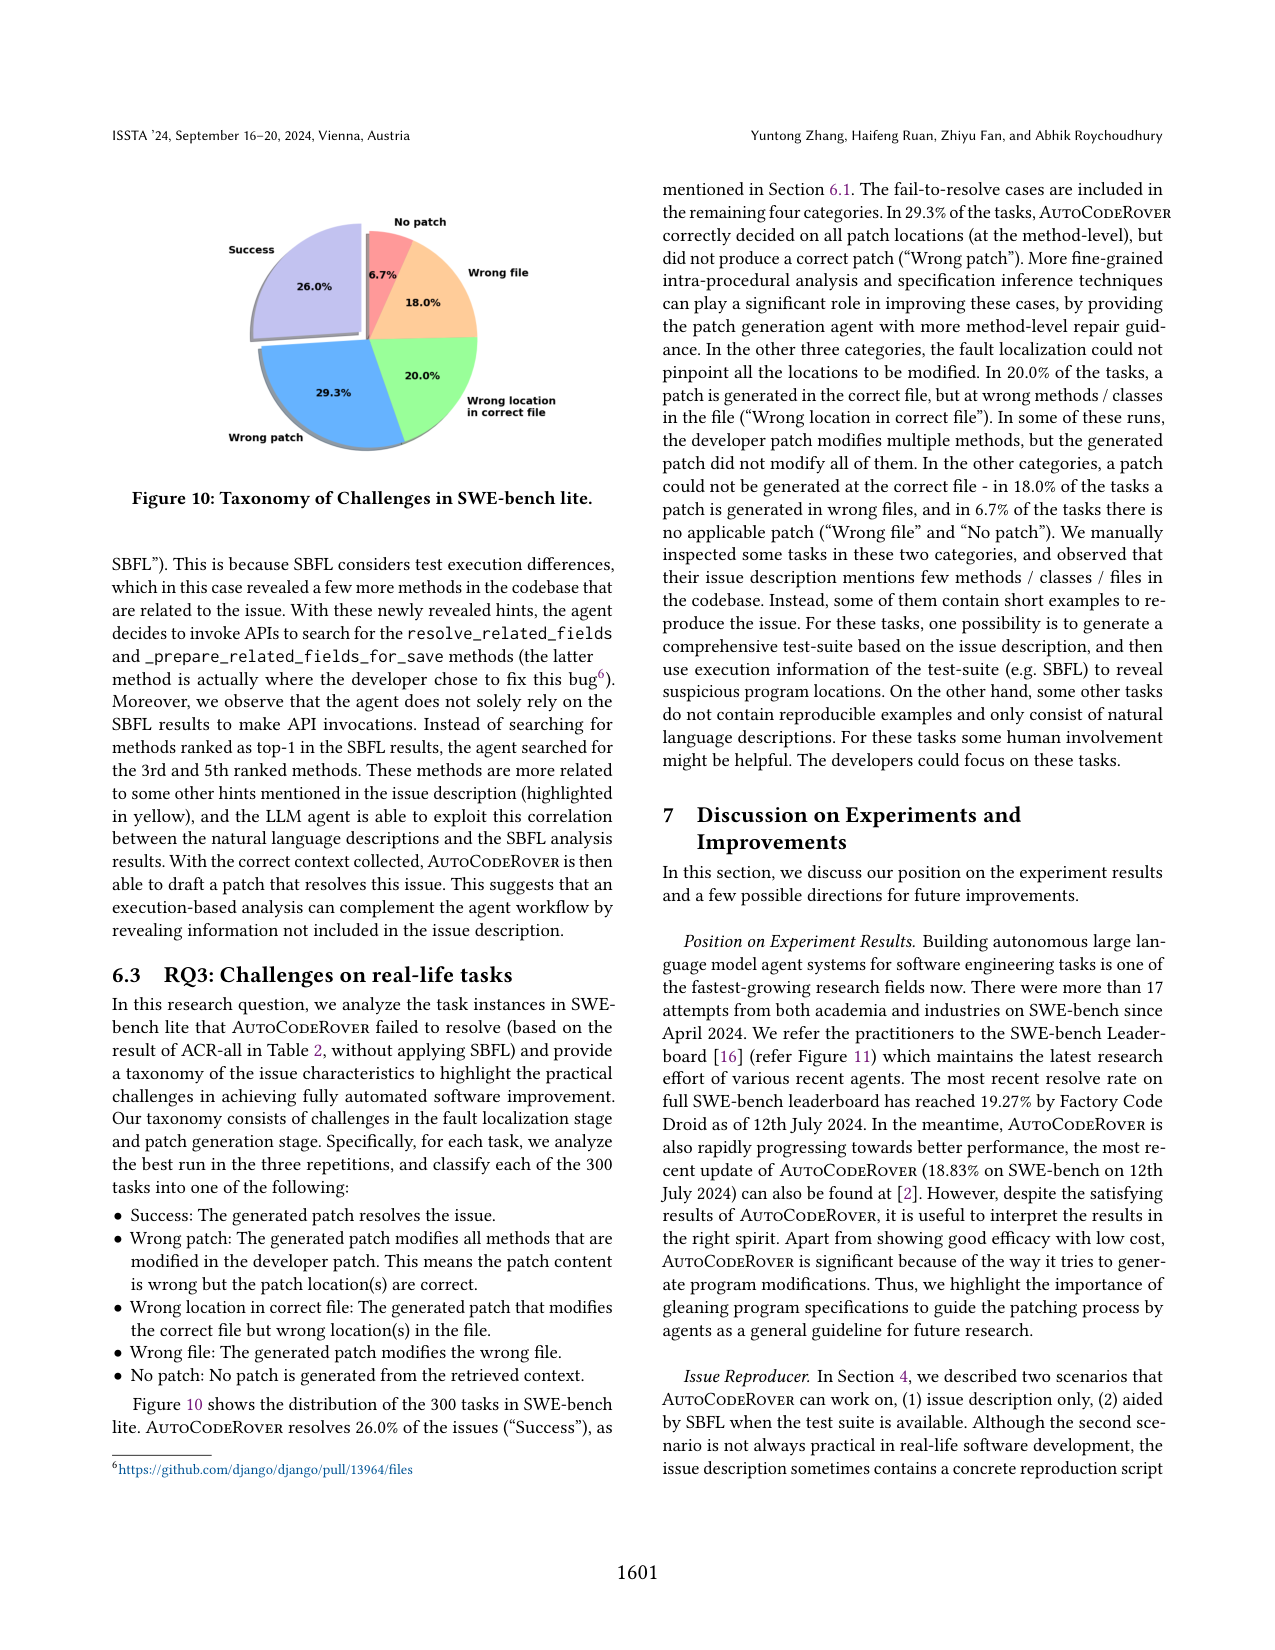 ISSTA ’24, September 16–20, 2024, Vienna, Austria
Yuntong Zhang, Haifeng Ruan, Zhiyu Fan, and Abhik Roychoudhury
No patch
Success
Wrong file
6.7%
26.0%
18.0%
20.0%
29.3%
Wrong location
in correct file
Wrong patch
Figure 10: Taxonomy of Challenges in SWE-bench lite.
SBFL”). This is because SBFL considers test execution differences,
which in this case revealed a few more methods in the codebase that
are related to the issue. With these newly revealed hints, the agent
decides to invoke APIs to search for the resolve_related_fields
and _prepare_related_fields_for_save methods (the latter
method is actually where the developer chose to fix this bug6).
Moreover, we observe that the agent does not solely rely on the
SBFL results to make API invocations. Instead of searching for
methods ranked as top-1 in the SBFL results, the agent searched for
the 3rd and 5th ranked methods. These methods are more related
to some other hints mentioned in the issue description (highlighted
in yellow), and the LLM agent is able to exploit this correlation
between the natural language descriptions and the SBFL analysis
results. With the correct context collected, AutoCodeRover is then
able to draft a patch that resolves this issue. This suggests that an
execution-based analysis can complement the agent workflow by
revealing information not included in the issue description.
6.3 RQ3: Challenges on real-life tasks
In this research question, we analyze the task instances in SWE-
bench lite that AutoCodeRover failed to resolve (based on the
result of ACR-all in Table 2, without applying SBFL) and provide
a taxonomy of the issue characteristics to highlight the practical
challenges in achieving fully automated software improvement.
Our taxonomy consists of challenges in the fault localization stage
and patch generation stage. Specifically, for each task, we analyze
the best run in the three repetitions, and classify each of the 300
tasks into one of the following:
• Success: The generated patch resolves the issue.
• Wrong patch: The generated patch modifies all methods that are
modified in the developer patch. This means the patch content
is wrong but the patch location(s) are correct.
• Wrong location in correct file: The generated patch that modifies
the correct file but wrong location(s) in the file.
• Wrong file: The generated patch modifies the wrong file.
• No patch: No patch is generated from the retrieved context.
Figure 10 shows the distribution of the 300 tasks in SWE-bench
lite. AutoCodeRover resolves 26.0% of the issues (“Success”), as
6https://github.com/django/django/pull/13964/files
mentioned in Section 6.1. The fail-to-resolve cases are included in
the remaining four categories. In 29.3% of the tasks, AutoCodeRover
correctly decided on all patch locations (at the method-level), but
did not produce a correct patch (“Wrong patch”). More fine-grained
intra-procedural analysis and specification inference techniques
can play a significant role in improving these cases, by providing
the patch generation agent with more method-level repair guid-
ance. In the other three categories, the fault localization could not
pinpoint all the locations to be modified. In 20.0% of the tasks, a
patch is generated in the correct file, but at wrong methods / classes
in the file (“Wrong location in correct file”). In some of these runs,
the developer patch modifies multiple methods, but the generated
patch did not modify all of them. In the other categories, a patch
could not be generated at the correct file - in 18.0% of the tasks a
patch is generated in wrong files, and in 6.7% of the tasks there is
no applicable patch (“Wrong file” and “No patch”). We manually
inspected some tasks in these two categories, and observed that
their issue description mentions few methods / classes / files in
the codebase. Instead, some of them contain short examples to re-
produce the issue. For these tasks, one possibility is to generate a
comprehensive test-suite based on the issue description, and then
use execution information of the test-suite (e.g. SBFL) to reveal
suspicious program locations. On the other hand, some other tasks
do not contain reproducible examples and only consist of natural
language descriptions. For these tasks some human involvement
might be helpful. The developers could focus on these tasks.
7 Discussion on Experiments and
Improvements
In this section, we discuss our position on the experiment results
and a few possible directions for future improvements.
Position on Experiment Results. Building autonomous large lan-
guage model agent systems for software engineering tasks is one of
the fastest-growing research fields now. There were more than 17
attempts from both academia and industries on SWE-bench since
April 2024. We refer the practitioners to the SWE-bench Leader-
board [16] (refer Figure 11) which maintains the latest research
effort of various recent agents. The most recent resolve rate on
full SWE-bench leaderboard has reached 19.27% by Factory Code
Droid as of 12th July 2024. In the meantime, AutoCodeRover is
also rapidly progressing towards better performance, the most re-
cent update of AutoCodeRover (18.83% on SWE-bench on 12th
July 2024) can also be found at [2]. However, despite the satisfying
results of AutoCodeRover, it is useful to interpret the results in
the right spirit. Apart from showing good efficacy with low cost,
AutoCodeRover is significant because of the way it tries to gener-
ate program modifications. Thus, we highlight the importance of
gleaning program specifications to guide the patching process by
agents as a general guideline for future research.
Issue Reproducer. In Section 4, we described two scenarios that
AutoCodeRover can work on, (1) issue description only, (2) aided
by SBFL when the test suite is available. Although the second sce-
nario is not always practical in real-life software development, the
issue description sometimes contains a concrete reproduction script
1601